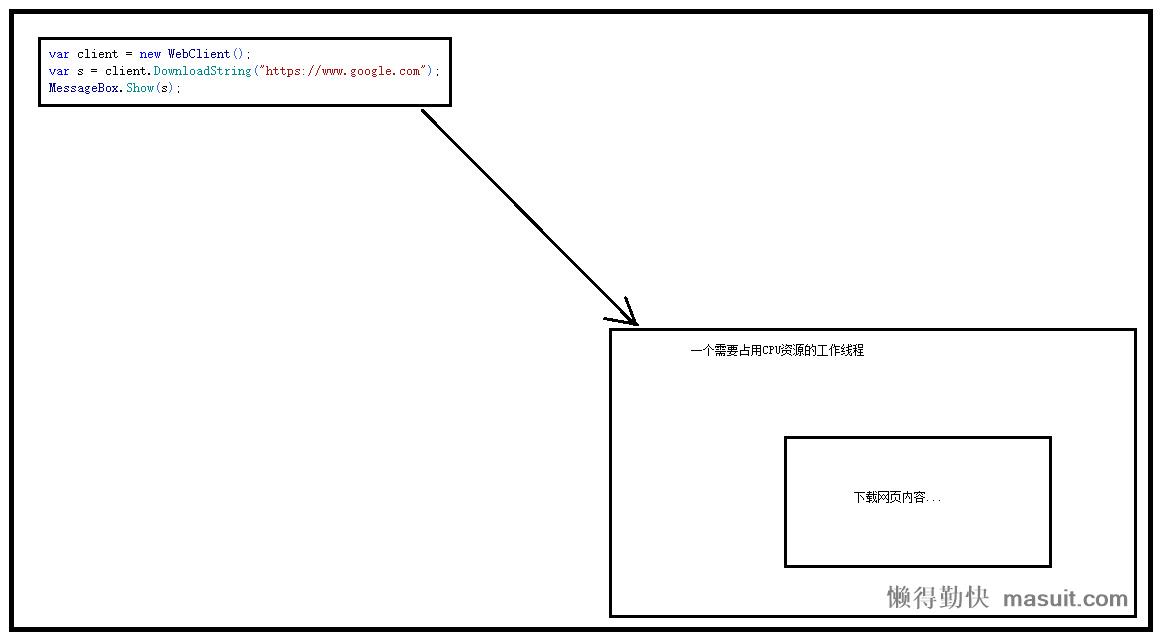 var client = new WebClient();
var s = client.DownloadString("https://www.google.com");
MessageBox.Show(s);
一个需要占用CPU资源的工作线程
下载网页内容...
懒得勤快 masuit.com